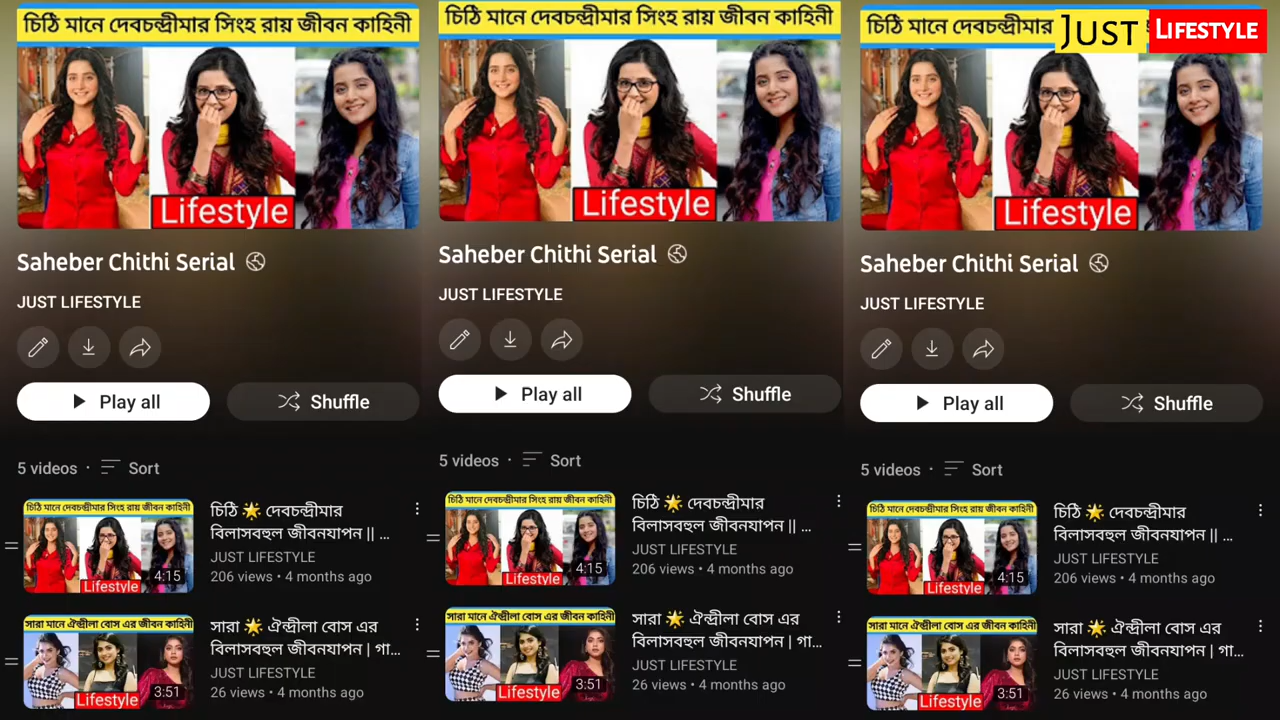 চিঠি মানে দেবচন্দ্রীমার সিংহ রায় জীবন কাহিনী
Lifestyle
Saheber Chithi Serial
JUST LIFESTYLE
Play all
Shuffle
5 videos · Sort
চিঠি মানে দেবচন্দ্রীমার সিংহ রায় জীবন কাহিনী
Lifestyle
4:15
চিঠি 🌟 দেবচন্দ্রীমার
বিলাসবহুল জীবনযাপন || ...
JUST LIFESTYLE
206 views • 4 months ago
সারা মানে ঐন্দ্রীলা বোস এর জীবন কাহিনী
Lifestyle
3:51
সারা 🌟 ঐন্দ্রীলা বোস এর
বিলাসবহুল জীবনযাপন | গা...
JUST LIFESTYLE
26 views • 4 months ago
চিঠি মানে দেবচন্দ্রীমার সিংহ রায় জীবন কাহিনী
Lifestyle
Saheber Chithi Serial
JUST LIFESTYLE
Play all
Shuffle
5 videos · Sort
চিঠি মানে দেবচন্দ্রীমার সিংহ রায় জীবন কাহিনী
Lifestyle
4:15
চিঠি 🌟 দেবচন্দ্রীমার
বিলাসবহুল জীবনযাপন || ...
JUST LIFESTYLE
206 views • 4 months ago
সারা মানে ঐন্দ্রীলা বোস এর জীবন কাহিনী
Lifestyle
3:51
সারা 🌟 ঐন্দ্রীলা বোস এর
বিলাসবহুল জীবনযাপন | গা...
JUST LIFESTYLE
26 views • 4 months ago
চিঠি মানে দেবচন্দ্রীমার
JUST LIFESTYLE
Lifestyle
Saheber Chithi Serial
JUST LIFESTYLE
Play all
Shuffle
5 videos · Sort
চিঠি মানে দেবচন্দ্রীমার সিংহ রায় জীবন কাহিনী
Lifestyle
4:15
চিঠি 🌟 দেবচন্দ্রীমার
বিলাসবহুল জীবনযাপন || ...
JUST LIFESTYLE
206 views • 4 months ago
সারা মানে ঐন্দ্রীলা বোস এর জীবন কাহিনী
Lifestyle
3:51
সারা 🌟 ঐন্দ্রীলা বোস এর
বিলাসবহুল জীবনযাপন | গা...
JUST LIFESTYLE
26 views • 4 months ago